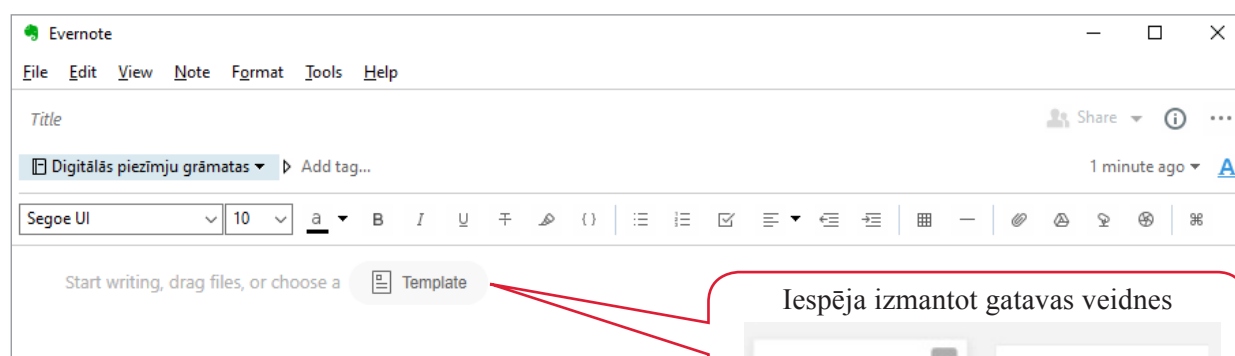 Evernote
File Edit View Note Format Tools Help
Title Share
Digitālās piezīmju grāmatas Add tag... 1 minute ago A
Segoe UI 10 a B I U T {}
Start writing, drag files, or choose a Template
Iespēja izmantot gatavas veidnes